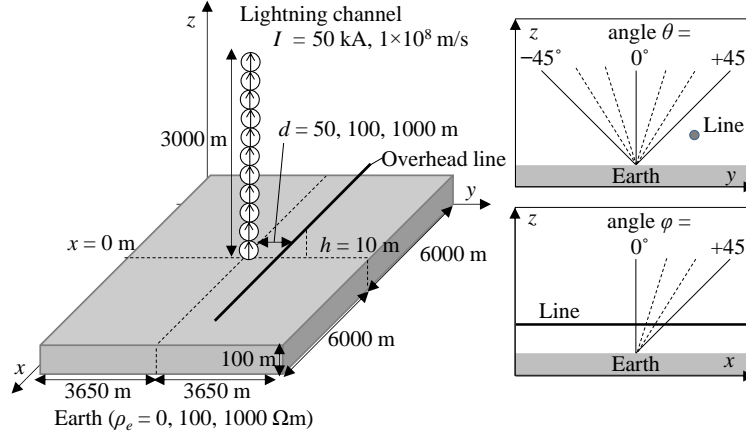 z
Lightning channel
I = 50 kA, 1×10⁸ m/s
3000 m
d = 50, 100, 1000 m
Overhead line
y
x = 0 m
h = 10 m
6000 m
6000 m
100 m
x
3650 m
3650 m
Earth (ρe = 0, 100, 1000 Ωm)
z
angle θ =
−45°
0°
+45°
Line
Earth
y
z
angle φ =
0°
+45°
Line
Earth
x